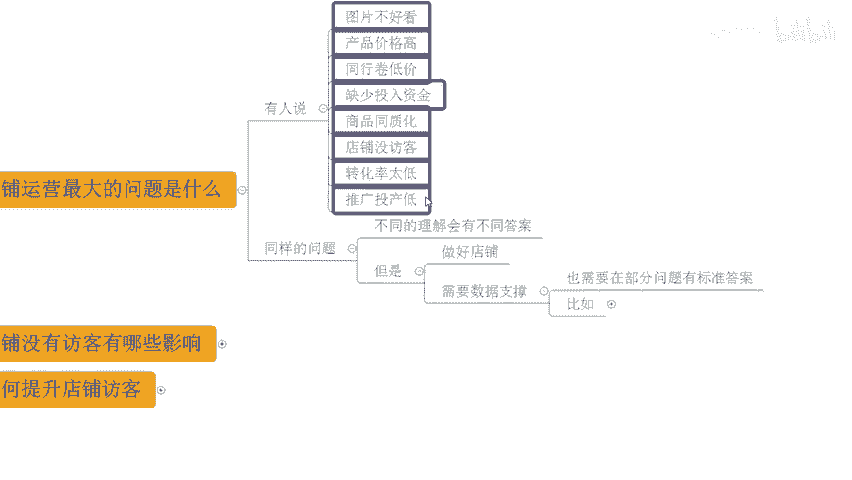 图片不好看
产品价格高
同行卷低价
缺少投入资金
商品同质化
店铺没访客
转化率太低
推广投产低
有人说
铺运营最大的问题是什么
同样的问题
不同的理解会有不同答案
但是
做好店铺
需要数据支撑
也需要在部分问题有标准答案
比如
铺没有访客有哪些影响
何提升店铺访客